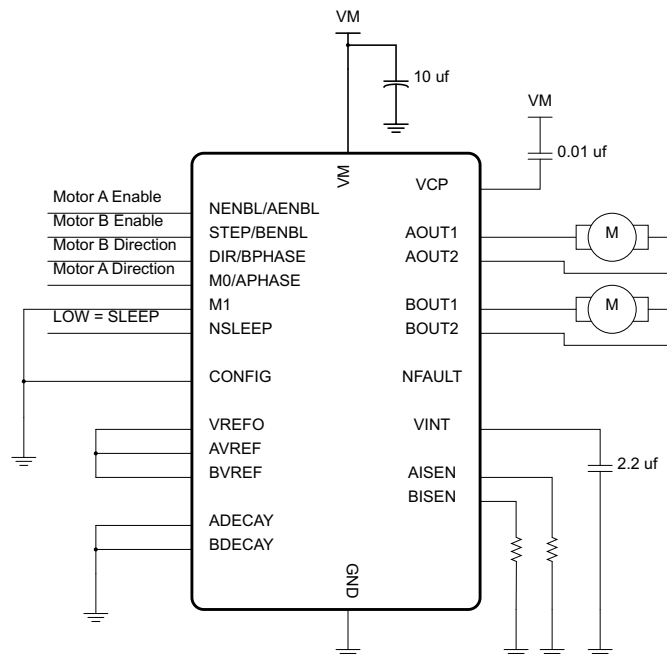 VM
10 uf
VM
0.01 uf
VM
VCP
Motor A Enable
NENBL/AENBL
Motor B Enable
STEP/BENBL
AOUT1
M
Motor B Direction
DIR/BPHASE
AOUT2
Motor A Direction
M0/APHASE
M1
BOUT1
M
LOW = SLEEP
NSLEEP
BOUT2
CONFIG
NFAULT
VREFO
VINT
AVREF
2.2 uf
BVREF
AISEN
BISEN
ADECAY
BDECAY
GND